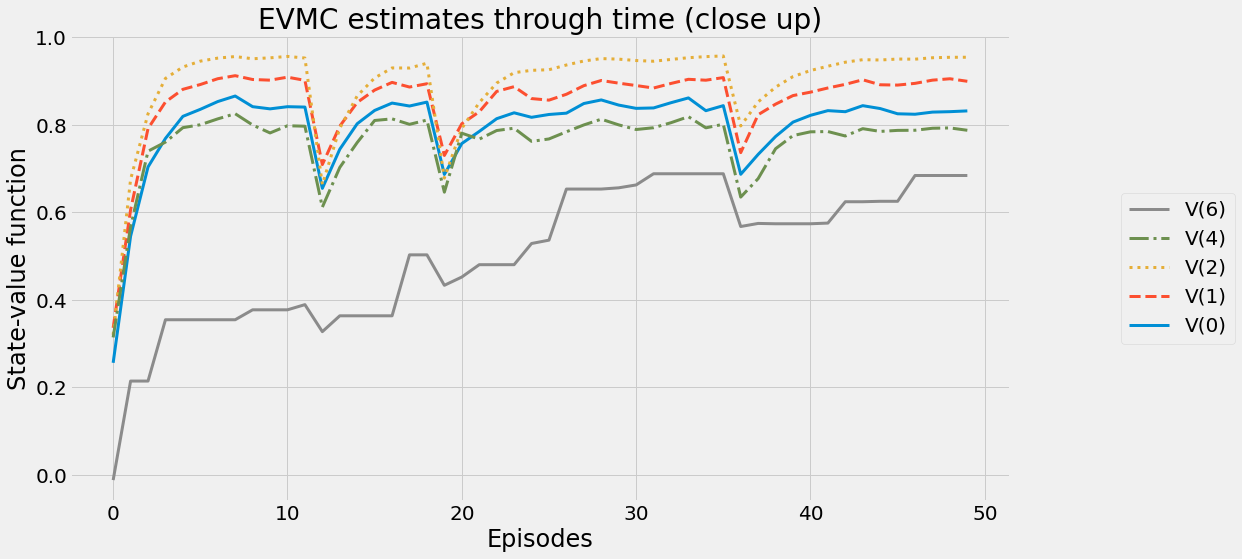 EVMC estimates through time (close up)
State-value function
1.0
0.8
0.6
0.4
0.2
0.0
0 10 20 30 40 50
Episodes
V(6)
V(4)
V(2)
V(1)
V(0)